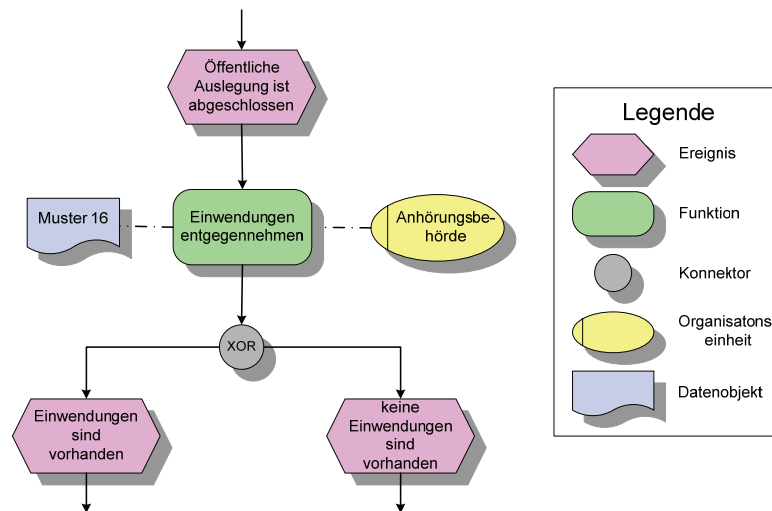 Öffentliche
Auslegung ist
abgeschlossen
Muster 16
Einwendungen
entgegennehmen
Anhörungsbe-
hörde
XOR
Einwendungen
sind
vorhanden
keine
Einwendungen
sind
vorhanden
Legende
Ereignis
Funktion
Konnektor
Organisatons
einheit
Datenobjekt